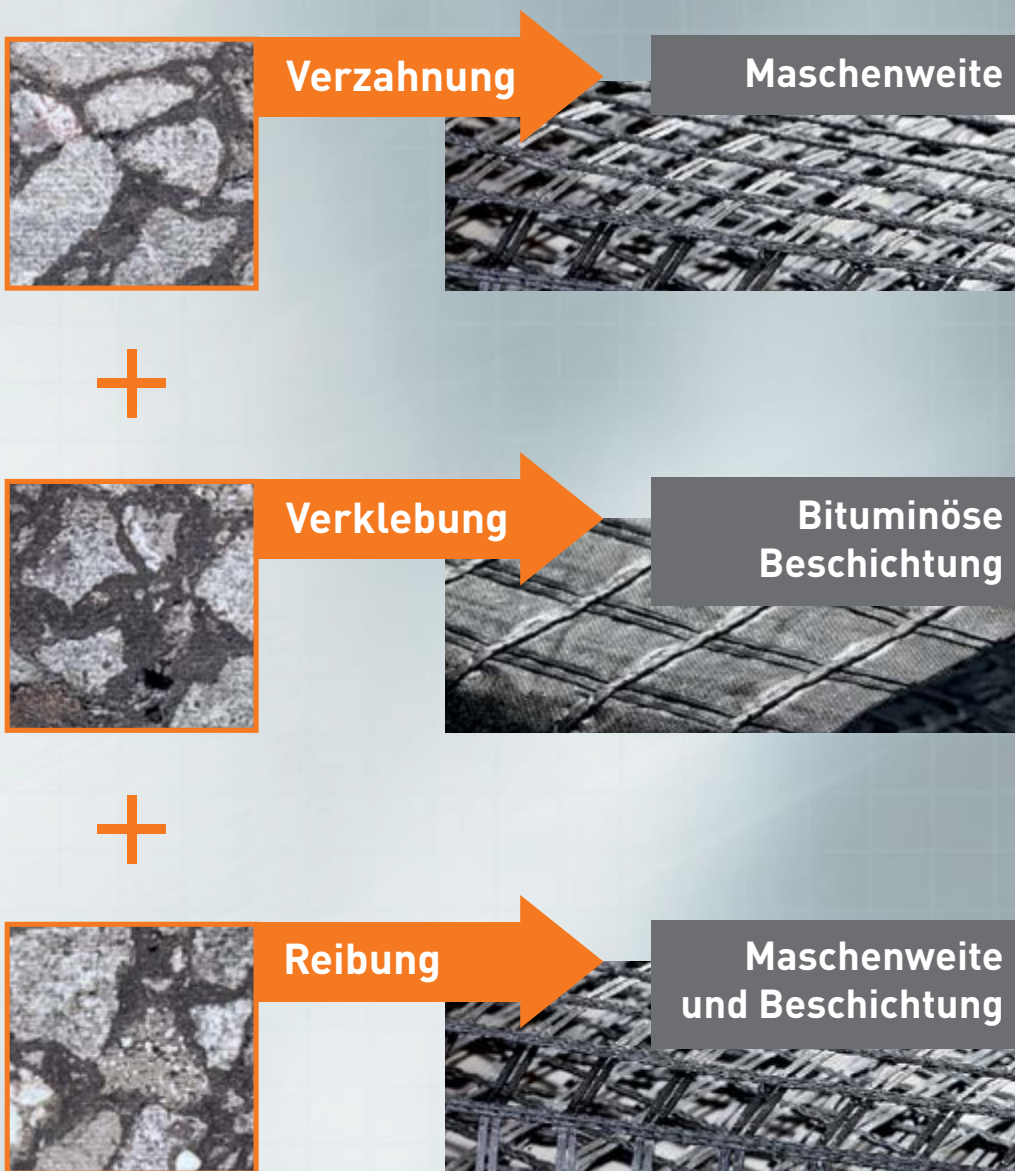 Verzahnung
Maschenweite
Verklebung
Bituminöse
Beschichtung
Reibung
Maschenweite
und Beschichtung